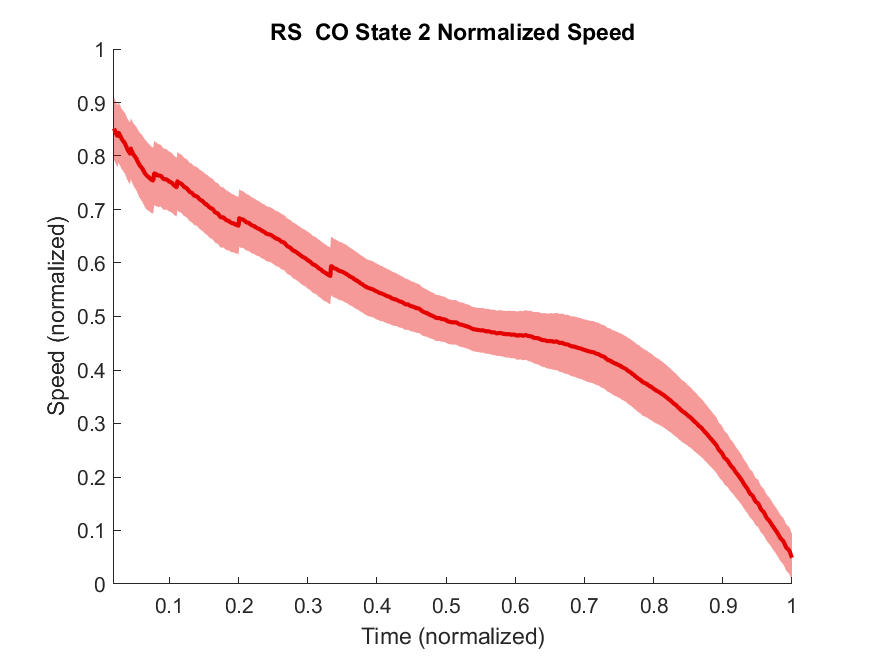 RS  CO State 2 Normalized Speed
1
0.9
0.8
0.7
0.6
0.5
0.4
0.3
0.2
0.1
0
Speed (normalized)
0.1 0.2 0.3 0.4 0.5 0.6 0.7 0.8 0.9 1
Time (normalized)